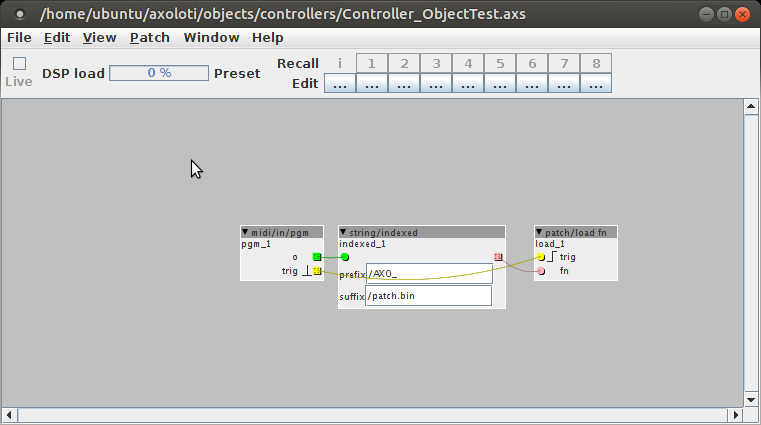 /home/ubuntu/axoloti/objects/controllers/Controller_ObjectTest.axs
File Edit View Patch Window Help
Live
DSP load 0 % Preset
Recall i 1 2 3 4 5 6 7 8
Edit ... ... ... ... ... ... ... ... ...
midi/in/pgm
pgm_1
o
trig
string/indexed
indexed_1
prefix /AXO_
suffix /patch.bin
patch/load fn
load_1
trig
fn